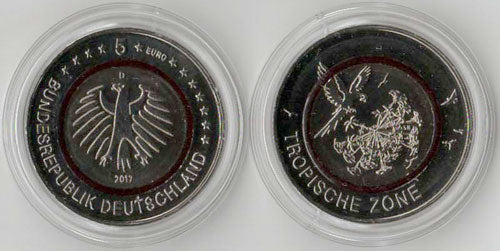 5 EURO
D
2017
BUNDESREPUBLIK DEUTSCHLAND
TROPISCHE ZONE